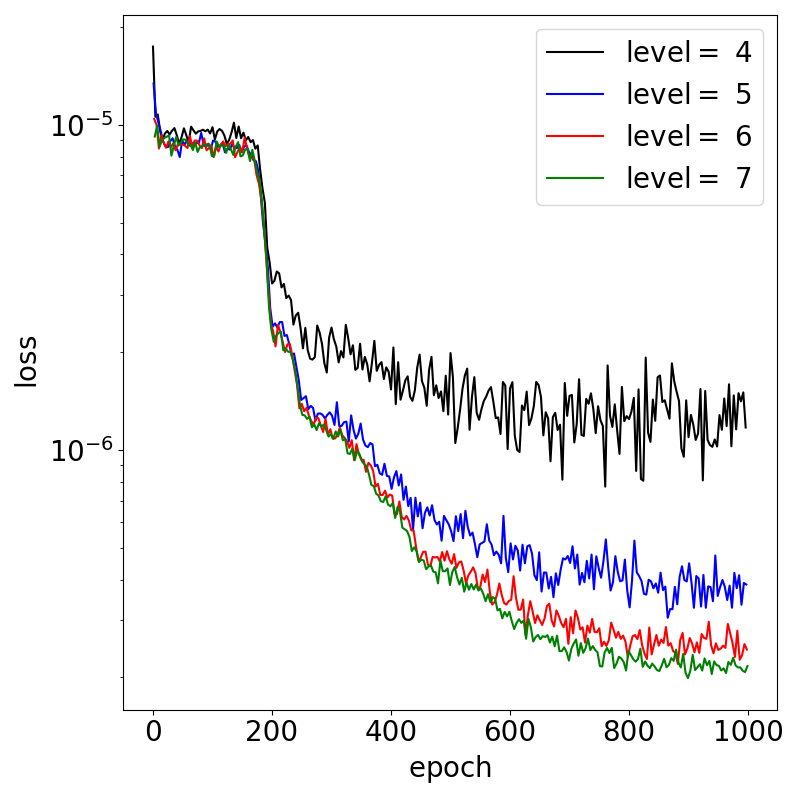 level = 4
level = 5
level = 6
level = 7
10⁻⁵
10⁻⁶
loss
0 200 400 600 800 1000
epoch